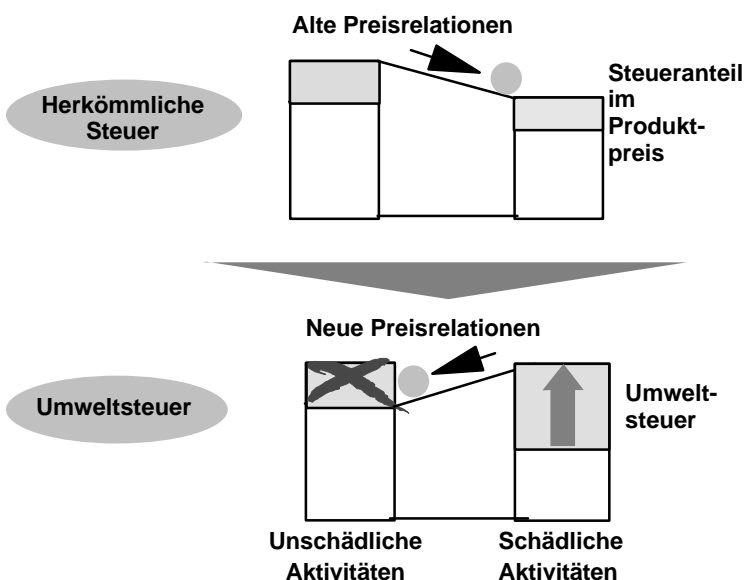 Alte Preisrelationen
Herkömmliche
Steuer
Steueranteil
im
Produkt-
preis
Neue Preisrelationen
Umweltsteuer
Umwelt-
steuer
Unschädliche
Aktivitäten
Schädliche
Aktivitäten